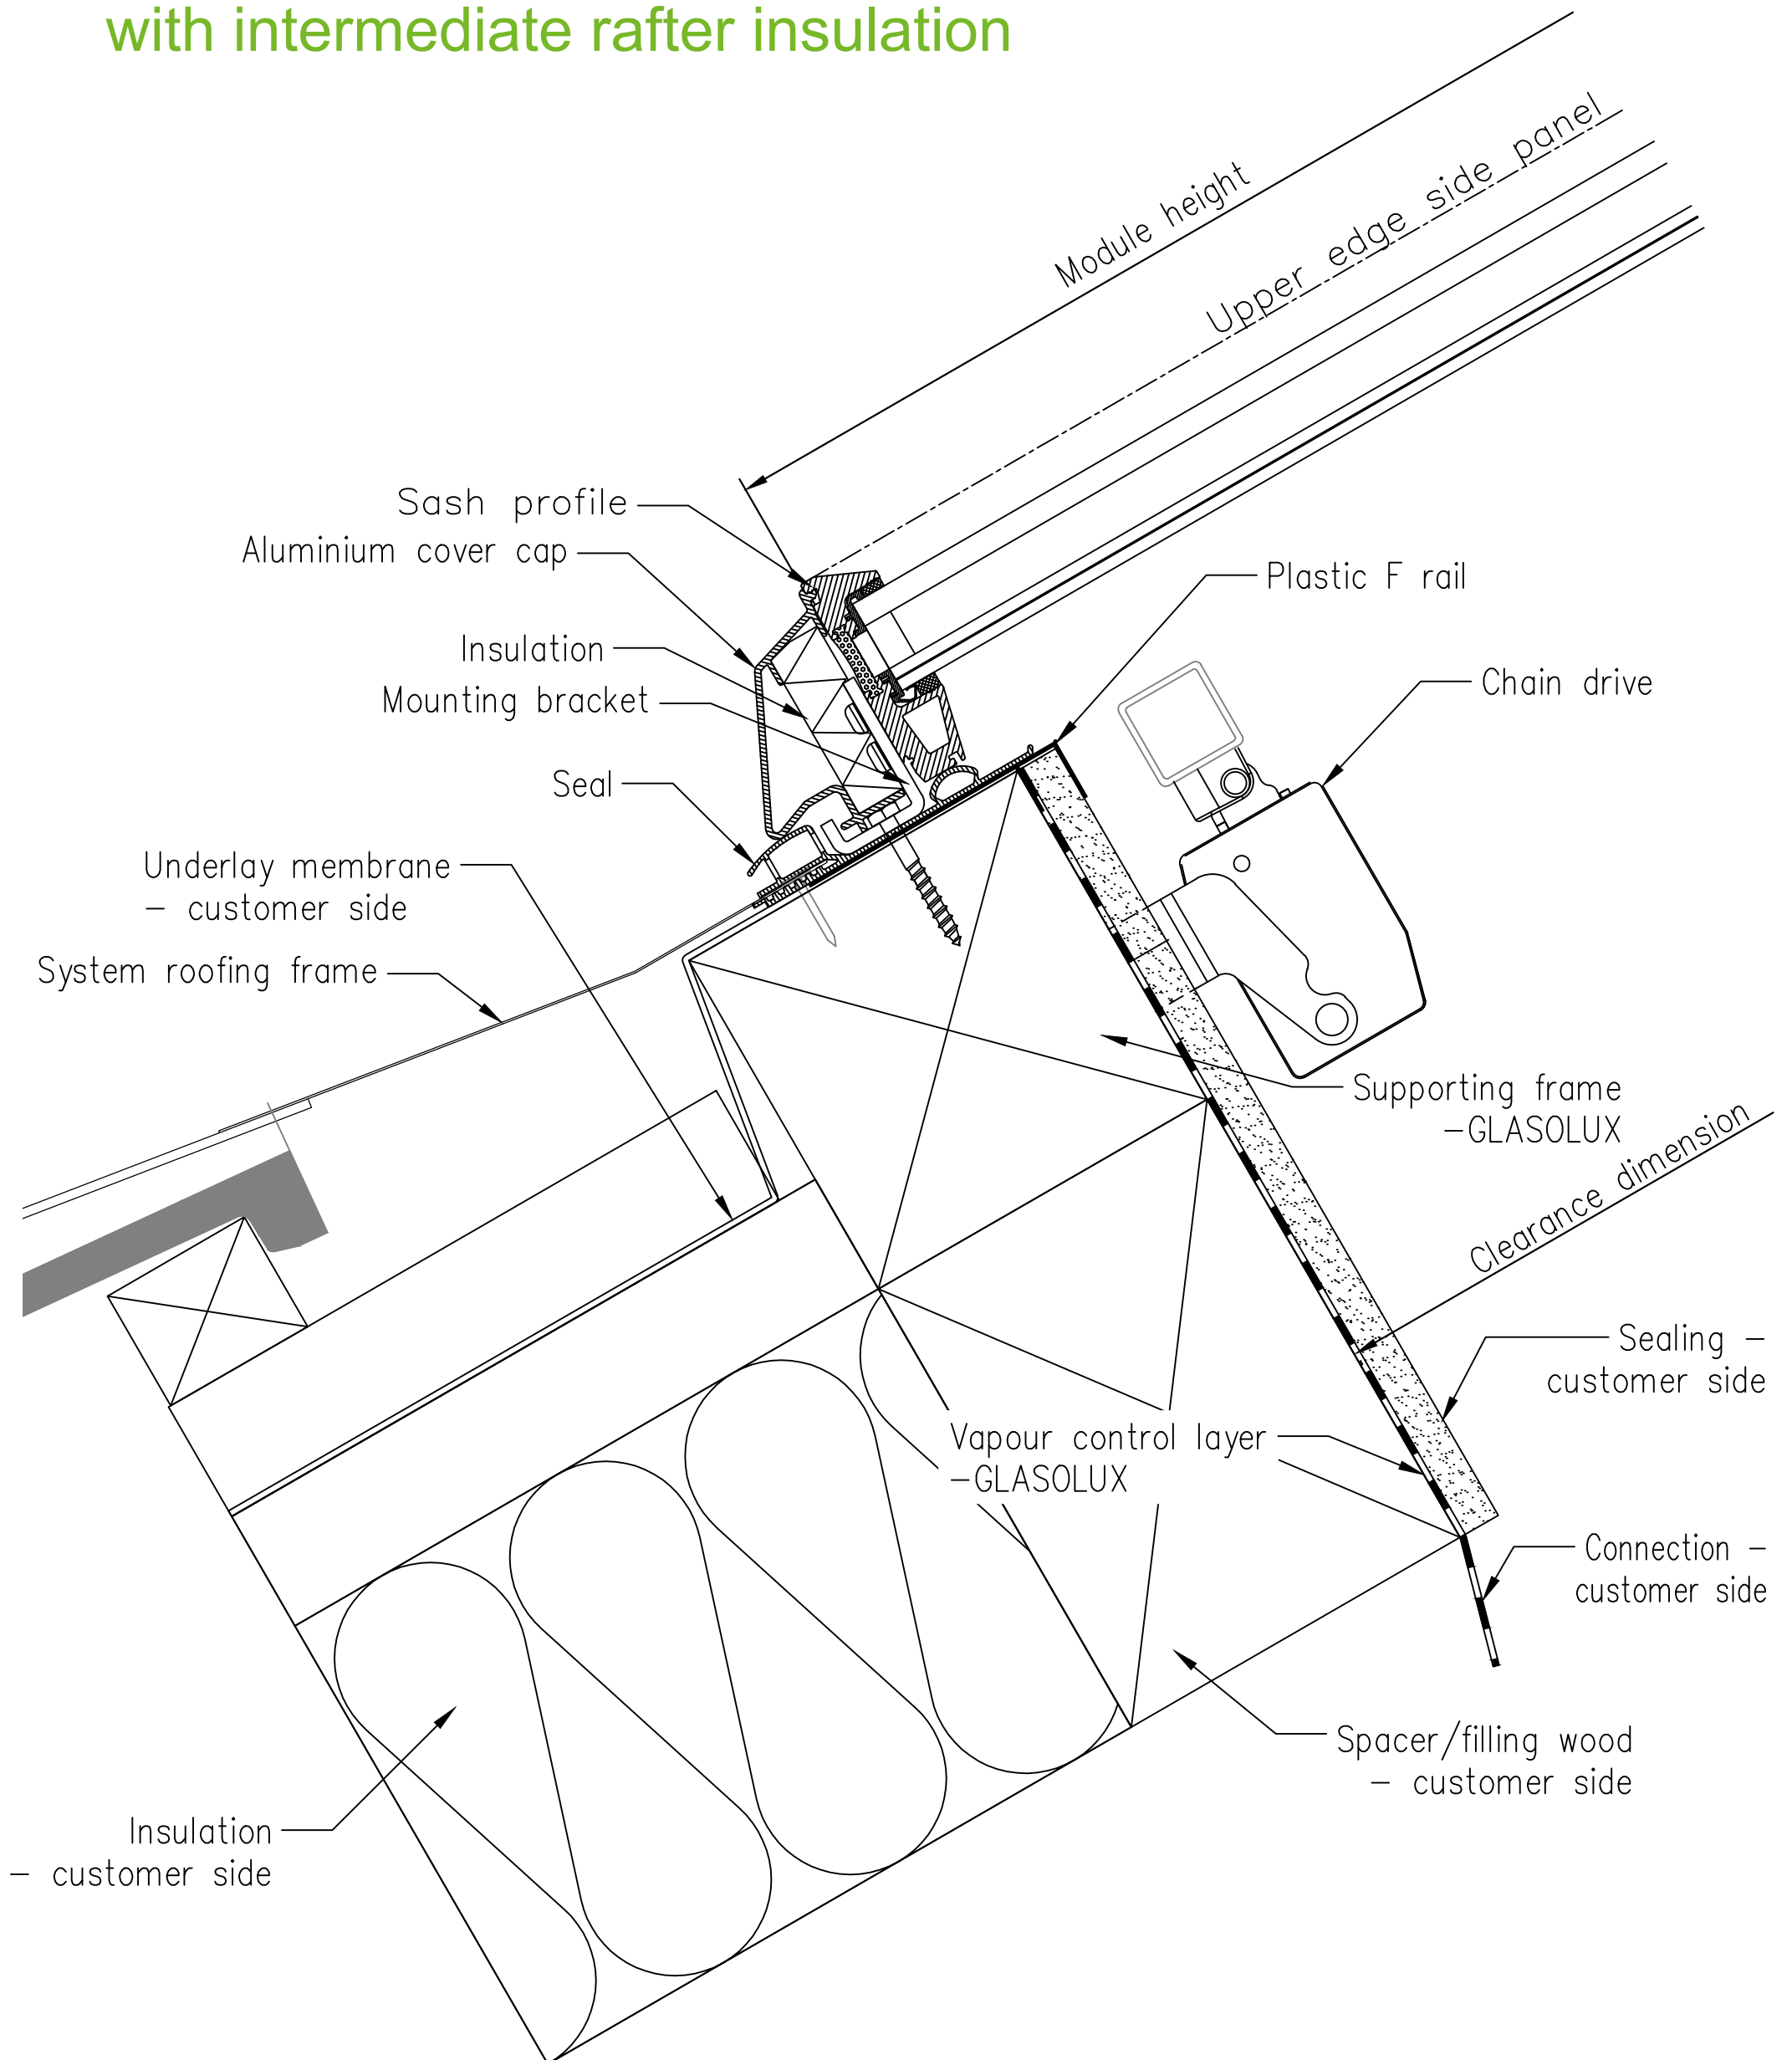 with intermediate rafter insulation
Module height
Upper edge side panel
Sash profile
Aluminium cover cap
Plastic F rail
Insulation
Chain drive
Mounting bracket
Seal
Underlay membrane
– customer side
System roofing frame
Supporting frame
–GLASOLUX
Clearance dimension
Sealing –
customer side
Vapour control layer
–GLASOLUX
Connection –
customer side
Spacer/filling wood
– customer side
Insulation
– customer side